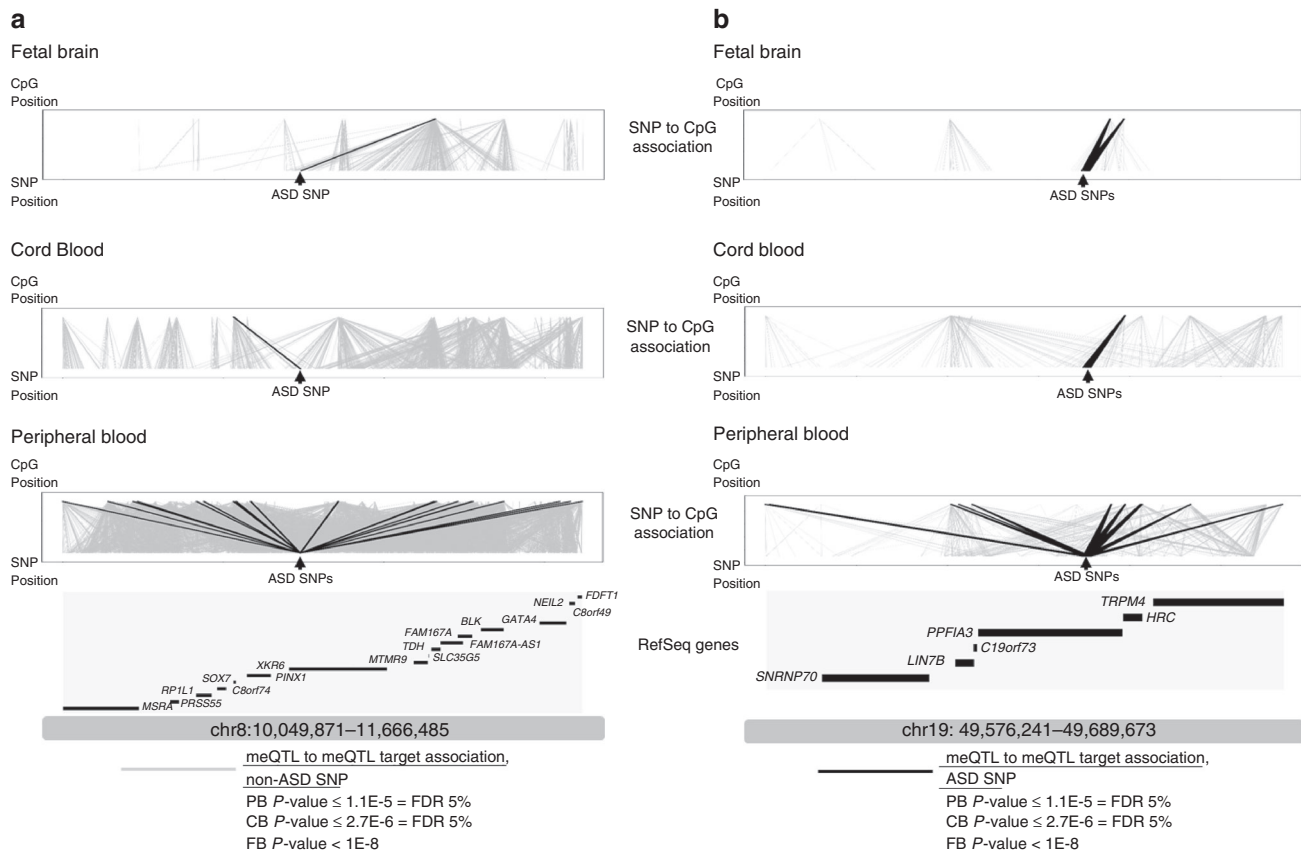 a
Fetal brain
CpG
Position
SNP
Position
ASD SNP
Cord Blood
CpG
Position
SNP
Position
ASD SNP
Peripheral blood
CpG
Position
SNP
Position
ASD SNPs
FDFT1
NEIL2
C8orf49
GATA4
BLK
FAM167A
FAM167A-AS1
TDH
SLC35G5
MTMR9
XKR6
PINX1
SOX7
C8orf74
RP1L1
PRSS55
MSRA
chr8:10,049,871–11,666,485
meQTL to meQTL target association,
non-ASD SNP
PB P-value ≤ 1.1E-5 = FDR 5%
CB P-value ≤ 2.7E-6 = FDR 5%
FB P-value < 1E-8
SNP to CpG
association
SNP to CpG
association
SNP to CpG
association
RefSeq genes
b
Fetal brain
CpG
Position
SNP
Position
ASD SNPs
Cord blood
CpG
Position
SNP
Position
ASD SNPs
Peripheral blood
CpG
Position
SNP
Position
ASD SNPs
TRPM4
HRC
PPFIA3
C19orf73
LIN7B
SNRNP70
chr19: 49,576,241–49,689,673
meQTL to meQTL target association,
ASD SNP
PB P-value ≤ 1.1E-5 = FDR 5%
CB P-value ≤ 2.7E-6 = FDR 5%
FB P-value < 1E-8